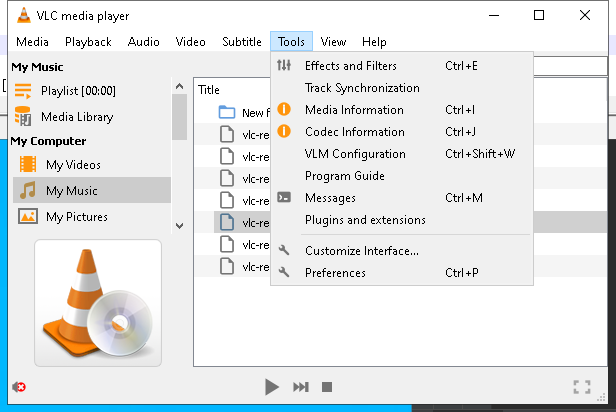 VLC media player
Media Playback Audio Video Subtitle Tools View Help
My Music
Playlist [00:00]
Media Library
My Computer
My Videos
My Music
My Pictures
Title
New f
vlc-re
vlc-re
vlc-re
vlc-re
vlc-re
vlc-re
vlc-re
Effects and Filters Ctrl+E
Track Synchronization
Media Information Ctrl+I
Codec Information Ctrl+J
VLM Configuration Ctrl+Shift+W
Program Guide
Messages Ctrl+M
Plugins and extensions
Customize Interface...
Preferences Ctrl+P